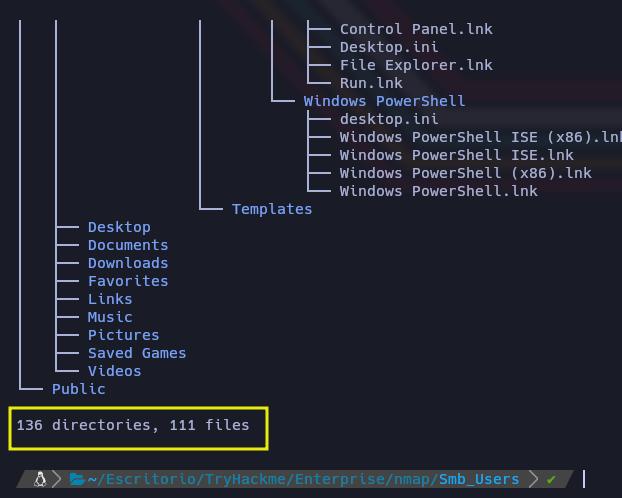 Control Panel.lnk
Desktop.ini
File Explorer.lnk
Run.lnk
Windows PowerShell
desktop.ini
Windows PowerShell ISE (x86).lnk
Windows PowerShell ISE.lnk
Windows PowerShell (x86).lnk
Windows PowerShell.lnk
Templates
Desktop
Documents
Downloads
Favorites
Links
Music
Pictures
Saved Games
Videos
Public
136 directories, 111 files
~/Escritorio/TryHackme/Enterprise/nmap/Smb_Users